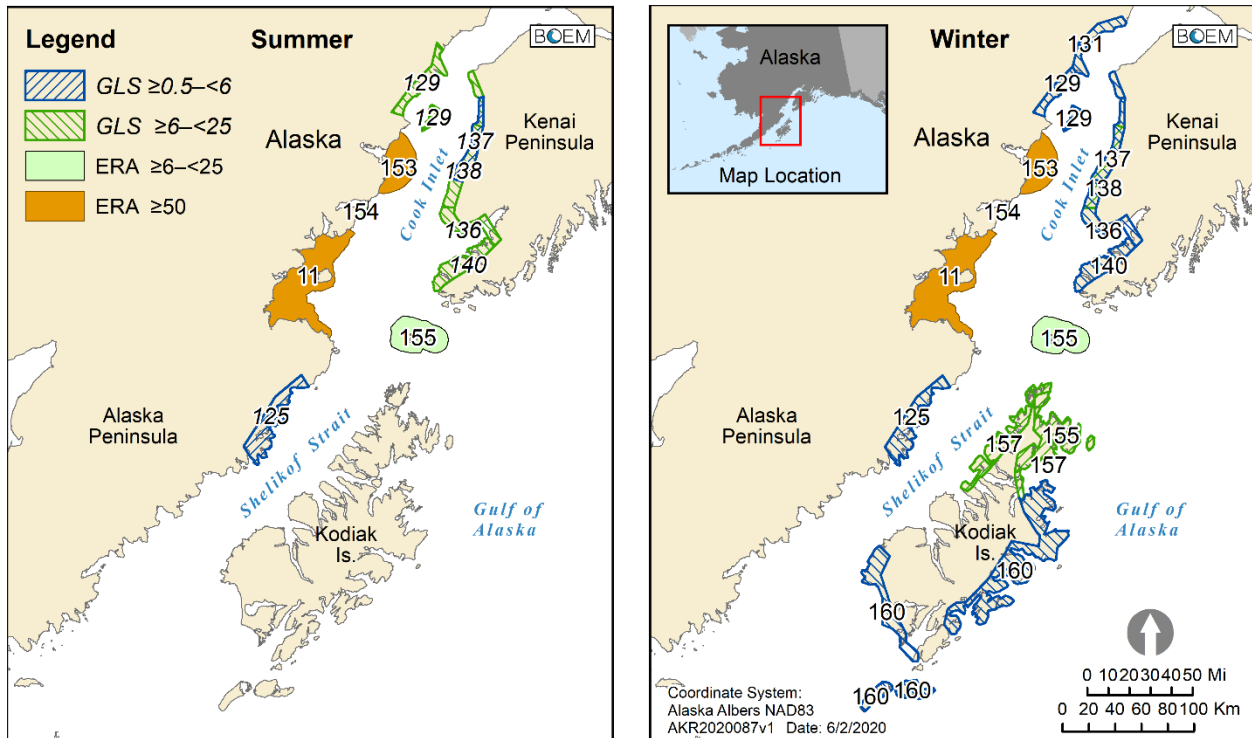 Legend
Summer
BOEM
GLS ≥0.5–<6
GLS ≥6–<25
ERA ≥6–<25
ERA ≥50
129
129
Alaska
Kenai
Peninsula
137
153
138
Cook Inlet
154
136
140
11
155
125
Alaska
Peninsula
Shelikof Strait
Gulf of
Alaska
Kodiak
Is.
Winter
BOEM
Alaska
Map Location
131
129
129
Alaska
Kenai
Peninsula
137
153
138
Cook Inlet
154
136
140
11
155
125
Alaska
Peninsula
Shelikof Strait
157
155
157
Gulf of
Alaska
Kodiak
Is.
160
160
160
160
Coordinate System:
Alaska Albers NAD83
AKR2020087v1 Date: 6/2/2020
0 10 20 30 40 50 Mi
0 20 40 60 80 100 Km